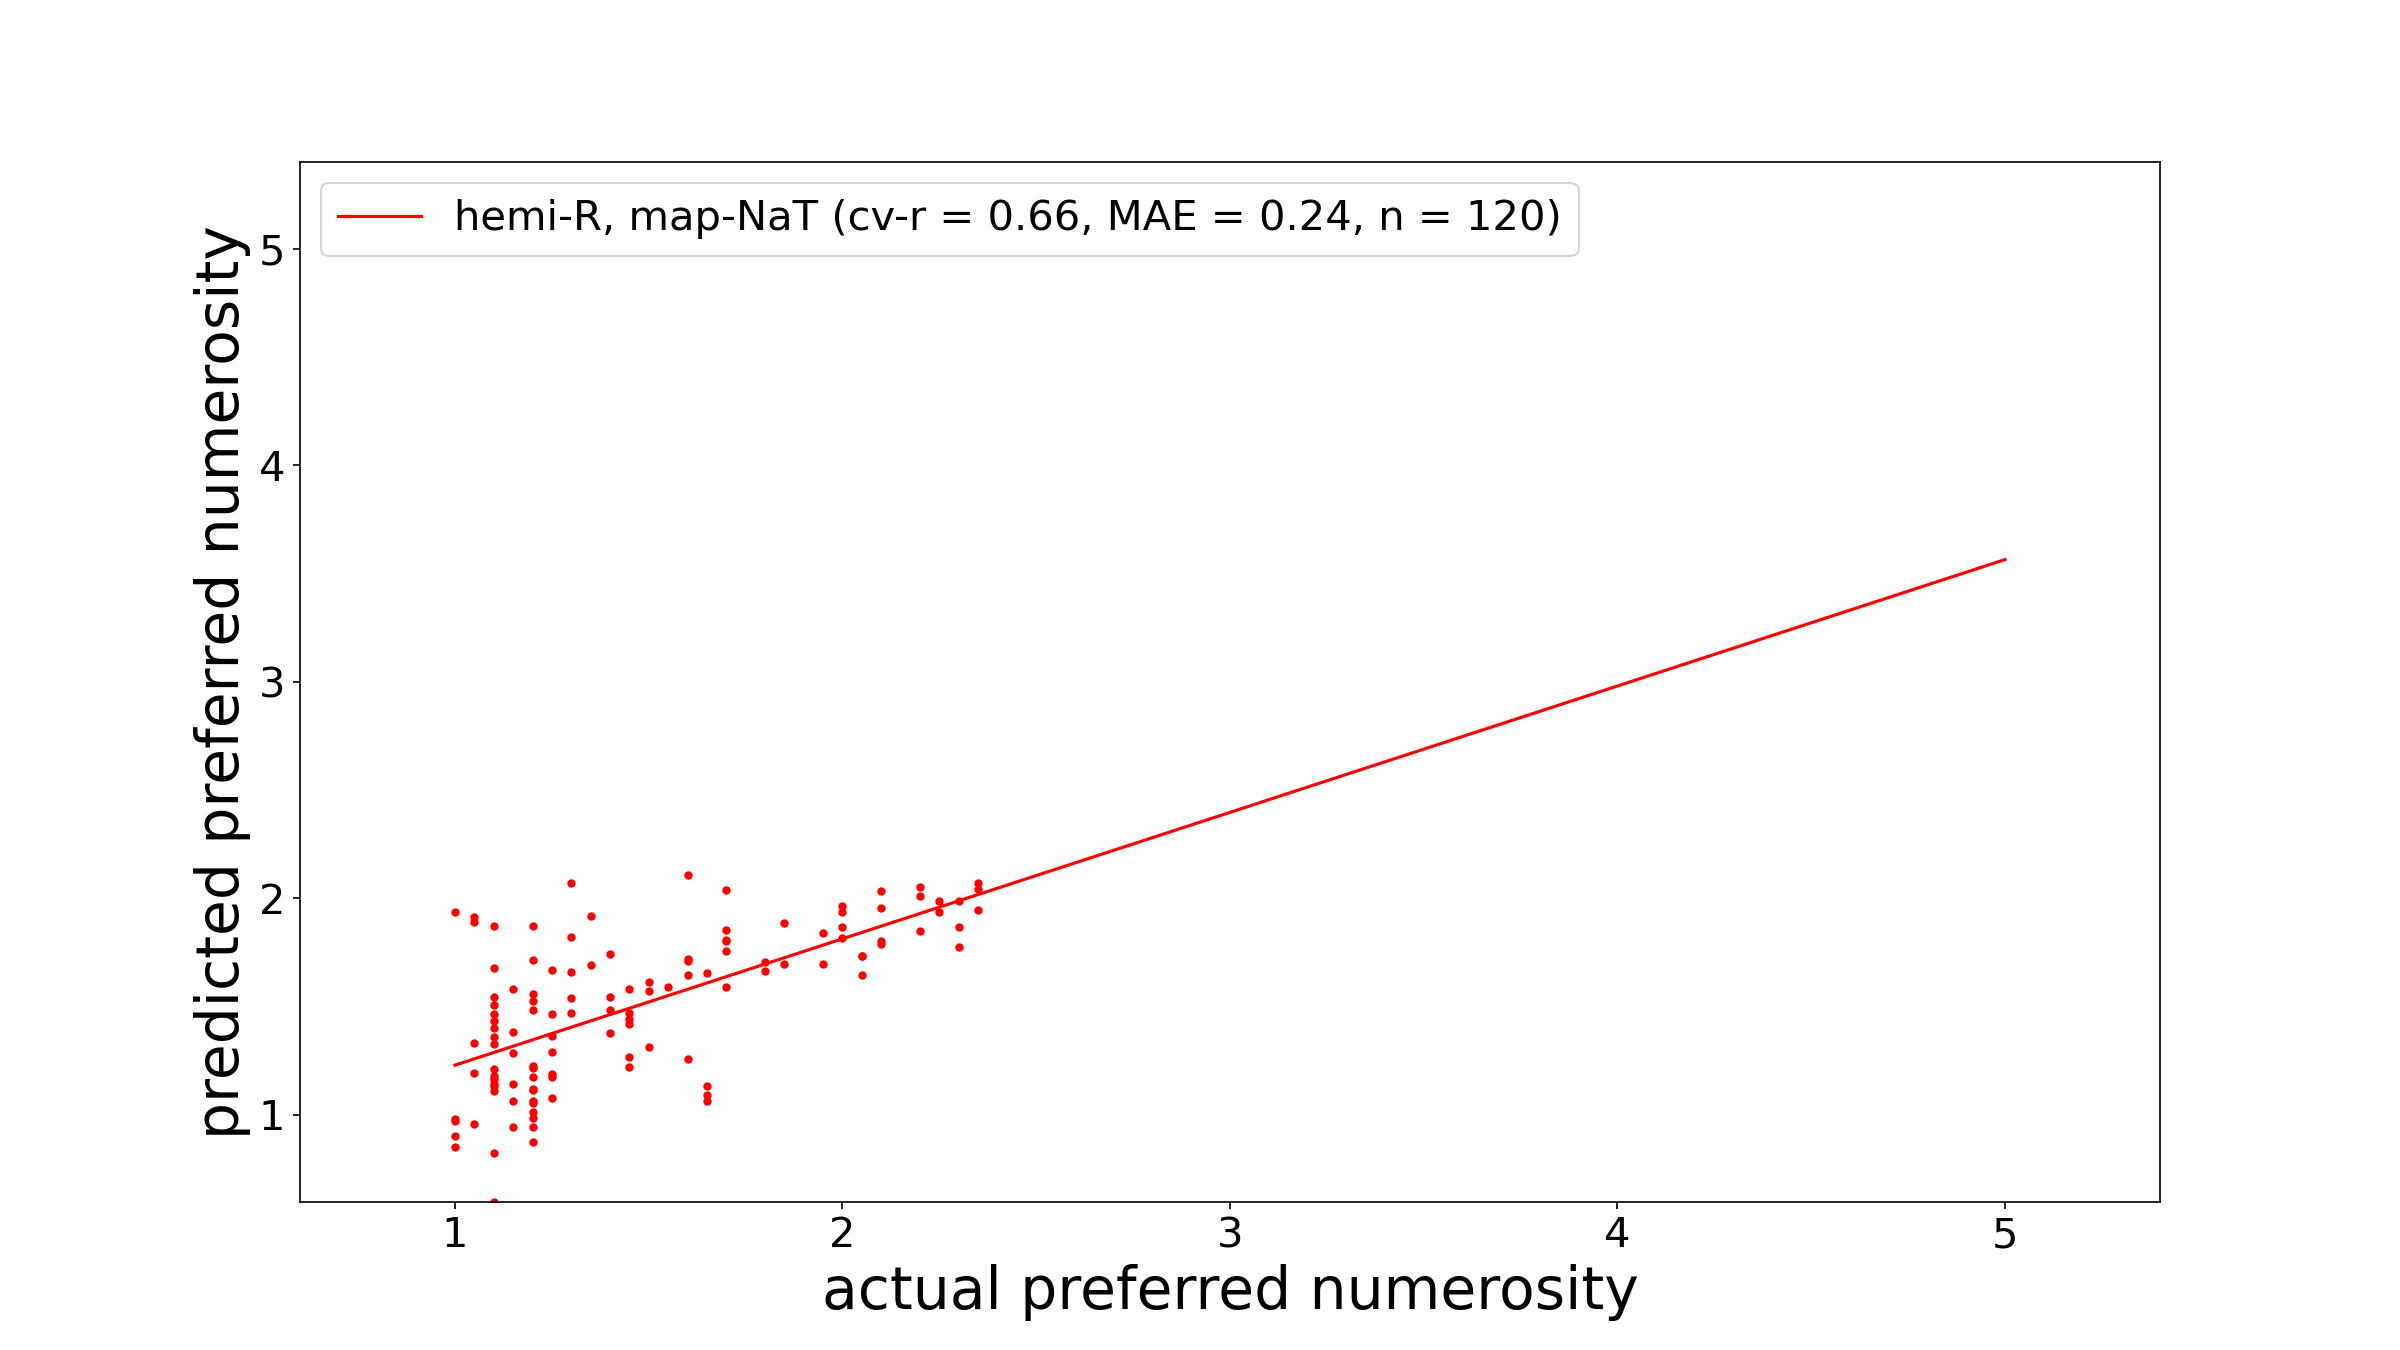 hemi-R, map-NaT (cv-r = 0.66, MAE = 0.24, n = 120)
predicted preferred numerosity
5
4
3
2
1
1 2 3 4 5
actual preferred numerosity